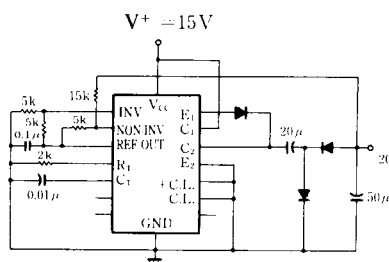 V⁺ =15V
15k
5k
5k
5k
0.1μ
2k
0.01μ
Vcc
INV
NON-INV
REF OUT
R_T
C_T
E₁
C₁
C₂
E₂
+C.L.
C.L.
GND
20μ
50μ
20